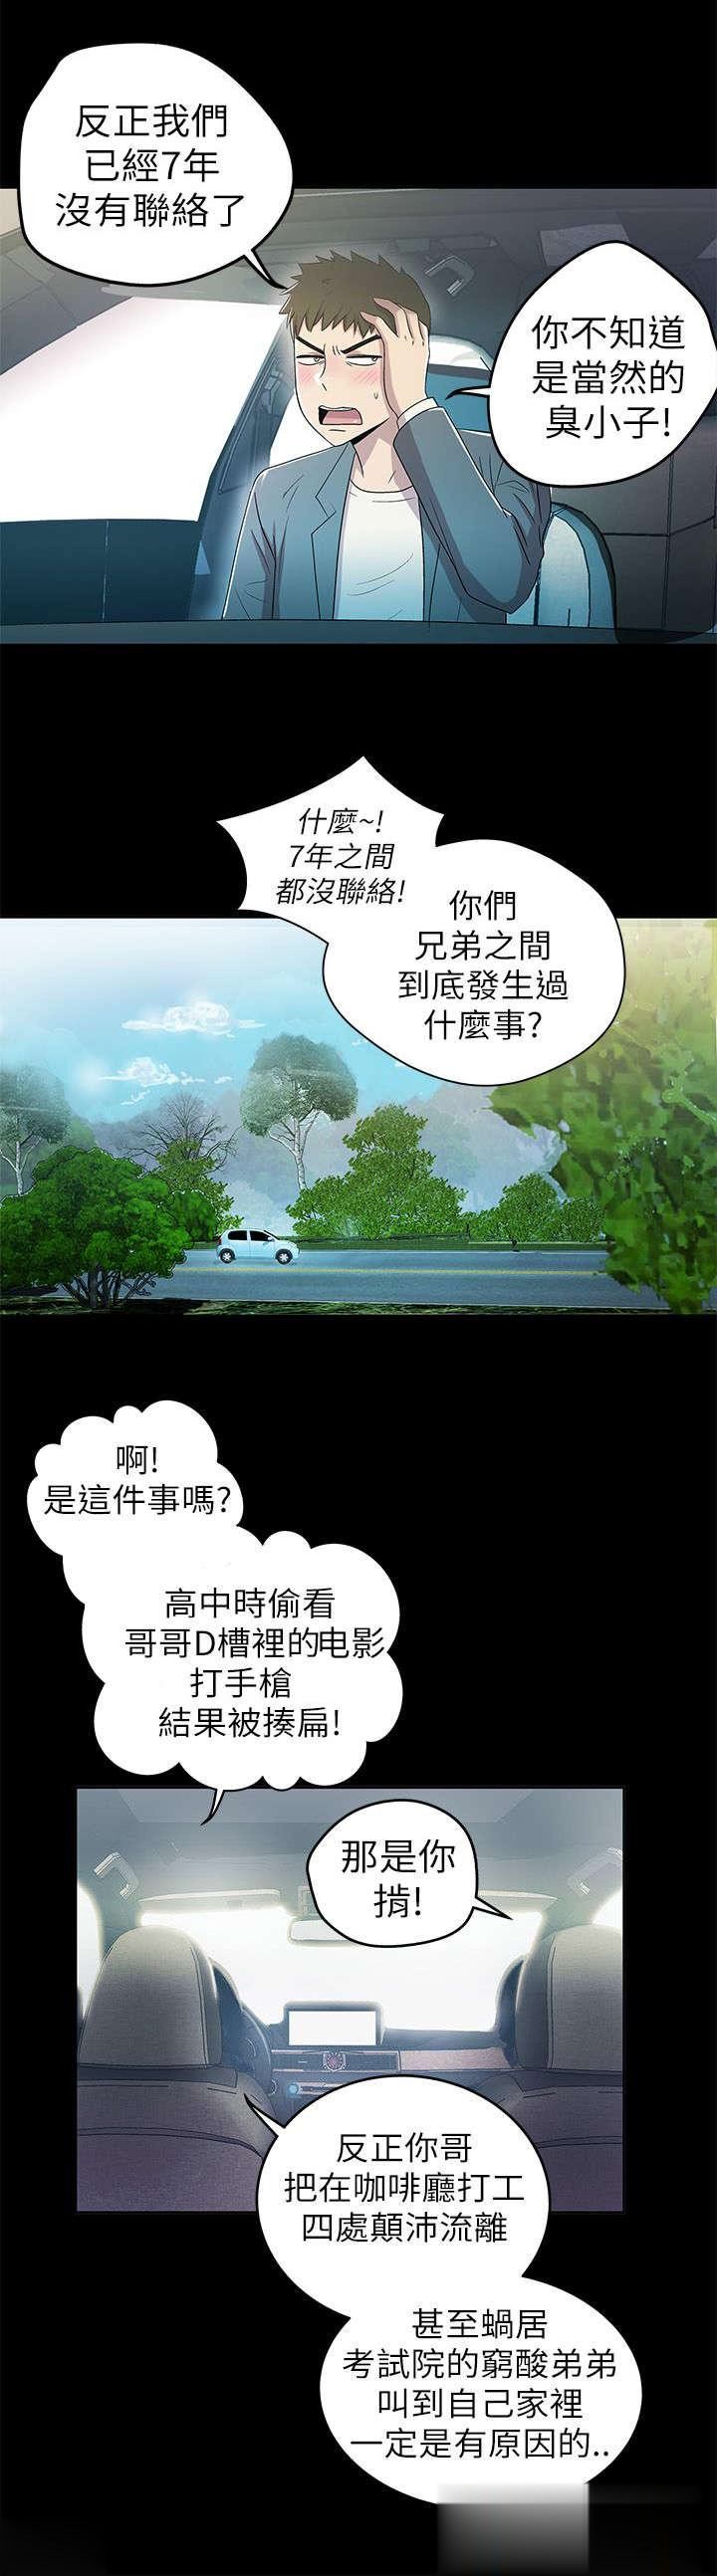 反正我們
已經7年
沒有聯絡了
你不知道
是當然的
臭小子!
什麼~!
7年之間
都沒聯絡!
你們
兄弟之間
到底發生過
什麼事?
啊!
是這件事嗎?
高中時偷看
哥哥D槽裡的电影
打手槍
結果被揍扁!
那是你
掯!
反正你哥
把在咖啡廳打工
四處顛沛流離
甚至蝸居
考試院的窮酸弟弟
叫到自己家裡
一定是有原因的..